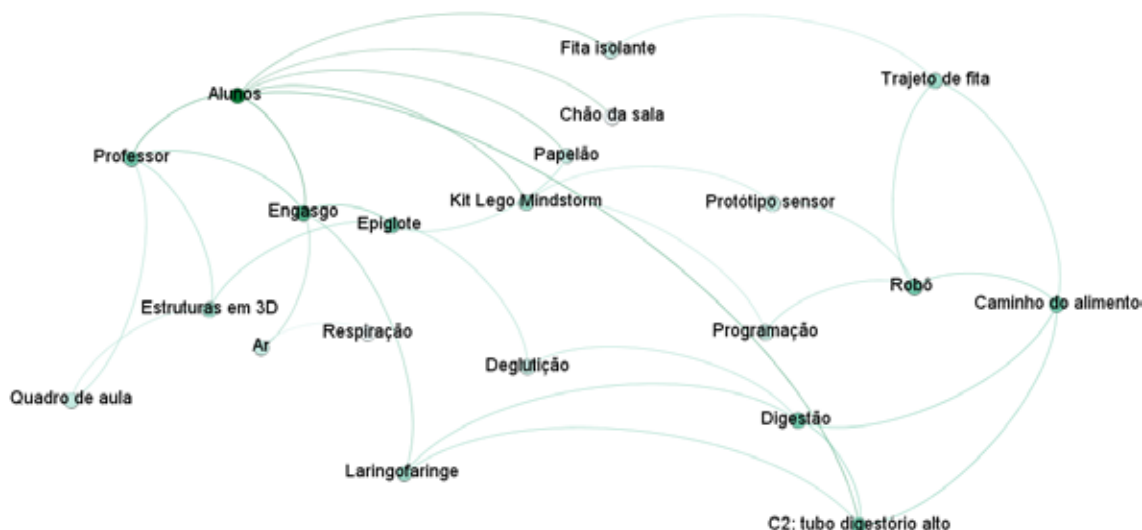 Fita isolante
Trajeto de fita
Alunos
Chão da sala
Professor
Papelão
Kit Lego Mindstorm
Protótipo sensor
Engasgo
Epiglote
Robô
Estruturas em 3D
Caminho do alimento
Respiração
Programação
Ar
Deglutição
Quadro de aula
Digestão
Laringofaringe
C2: tubo digestório alto